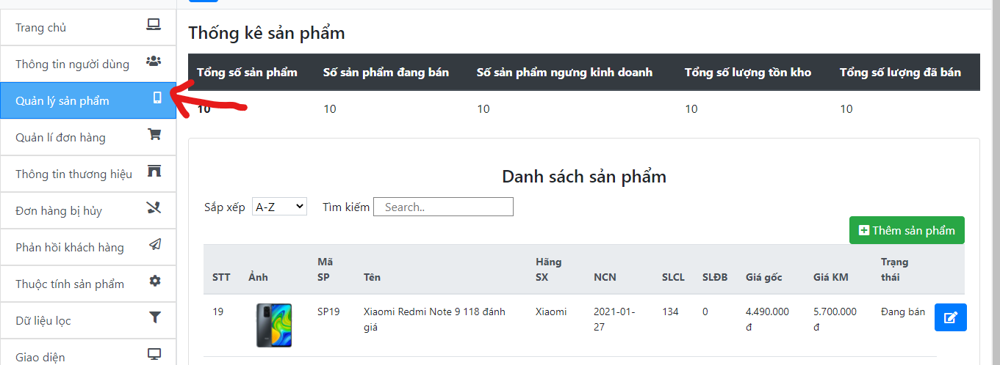 Trang chủ
Thông tin người dùng
Quản lý sản phẩm
Quản lí đơn hàng
Thông tin thương hiệu
Đơn hàng bị hủy
Phản hồi khách hàng
Thuộc tính sản phẩm
Dữ liệu lọc
Giao diện
Thống kê sản phẩm
Tổng số sản phẩm Số sản phẩm đang bán Số sản phẩm ngưng kinh doanh Tổng số lượng tồn kho Tổng số lượng đã bán
10 10 10 10 10
Danh sách sản phẩm
Sắp xếp A-Z Tìm kiếm Search..
Thêm sản phẩm
STT Ảnh Mã SP Tên Hãng SX NCN SLCL SLĐB Giá gốc Giá KM Trạng thái
19 SP19 Xiaomi Redmi Note 9 118 đánh giá Xiaomi 2021-01-27 134 0 4.490.000 đ 5.700.000 đ Đang bán